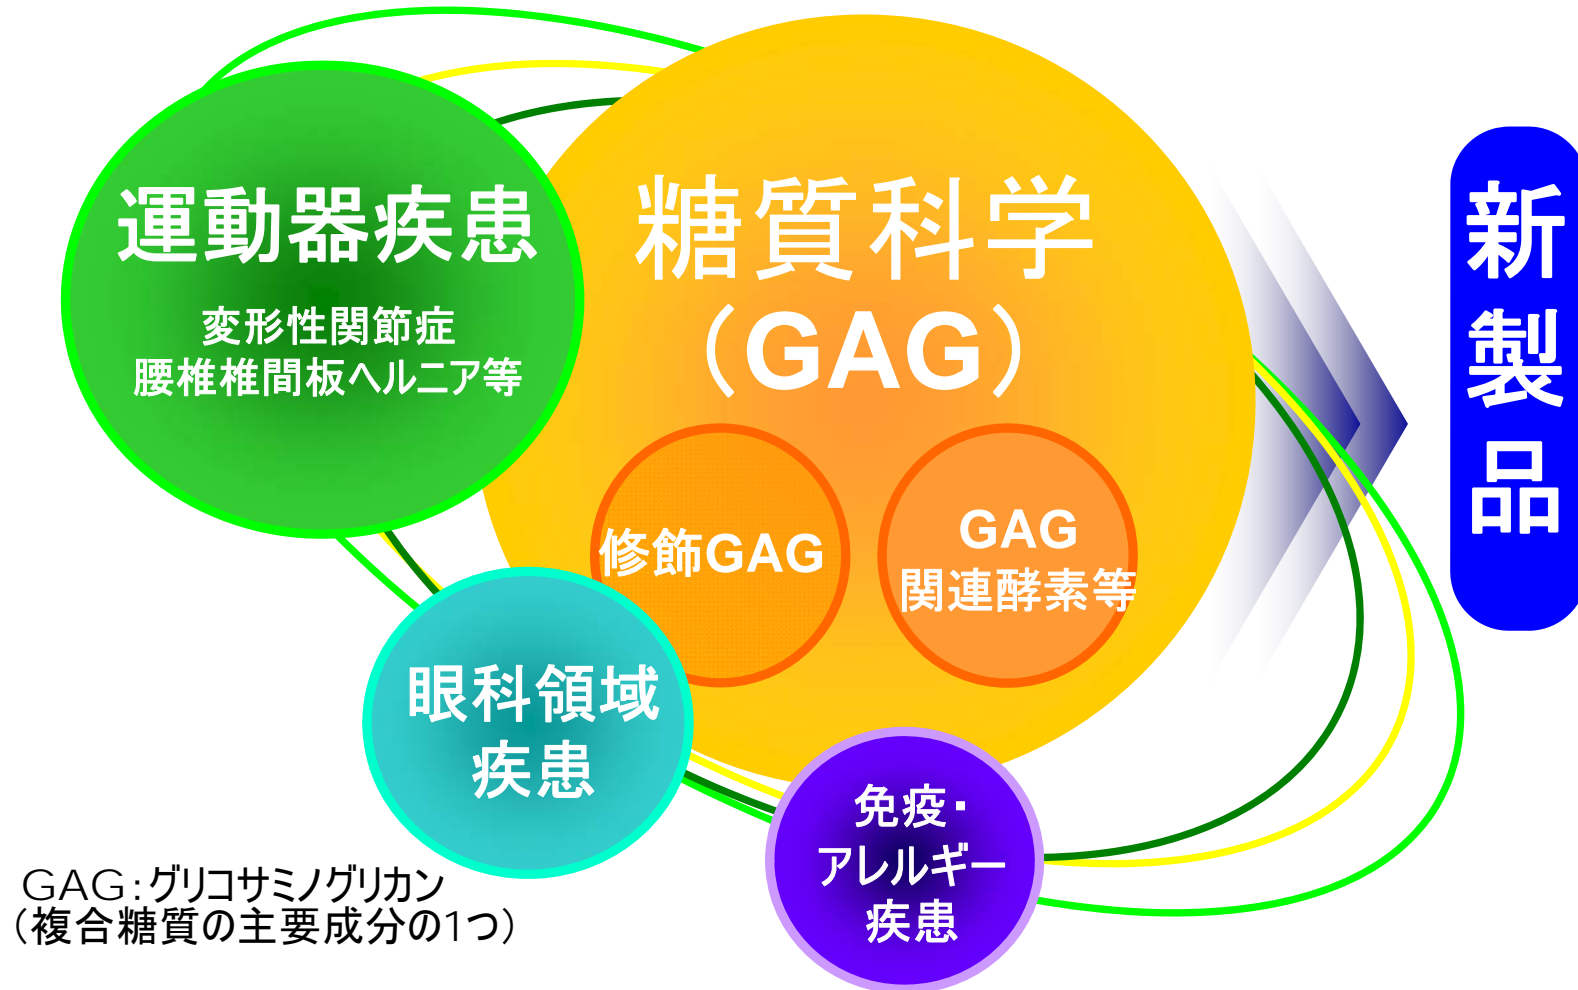 運動器疾患
変形性関節症
腰椎椎間板ヘルニア等
糖質科学
（GAG）
修飾GAG
GAG
関連酵素等
眼科領域
疾患
免疫・
アレルギー
疾患
新製品
GAG：グリコサミノグリカン
（複合糖質の主要成分の1つ）